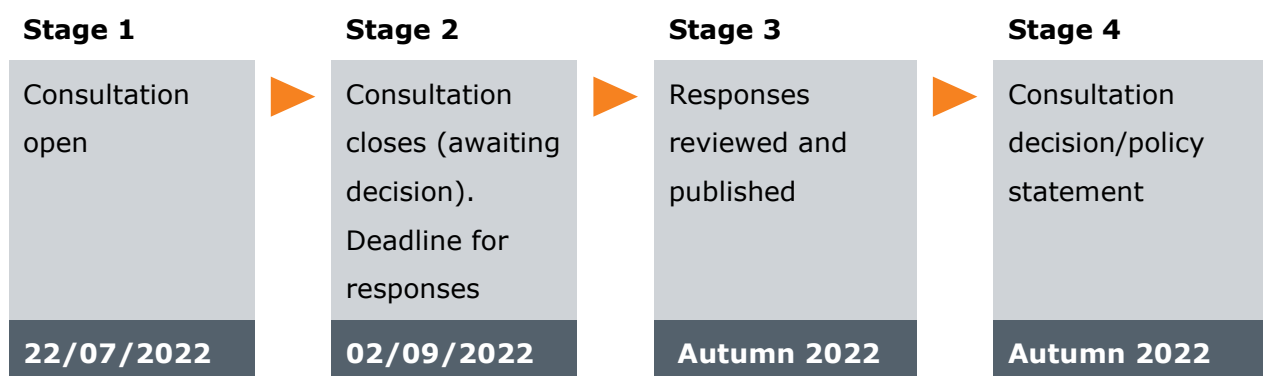 Stage 1
Consultation
open
22/07/2022
Stage 2
Consultation
closes (awaiting
decision).
Deadline for
responses
02/09/2022
Stage 3
Responses
reviewed and
published
Autumn 2022
Stage 4
Consultation
decision/policy
statement
Autumn 2022